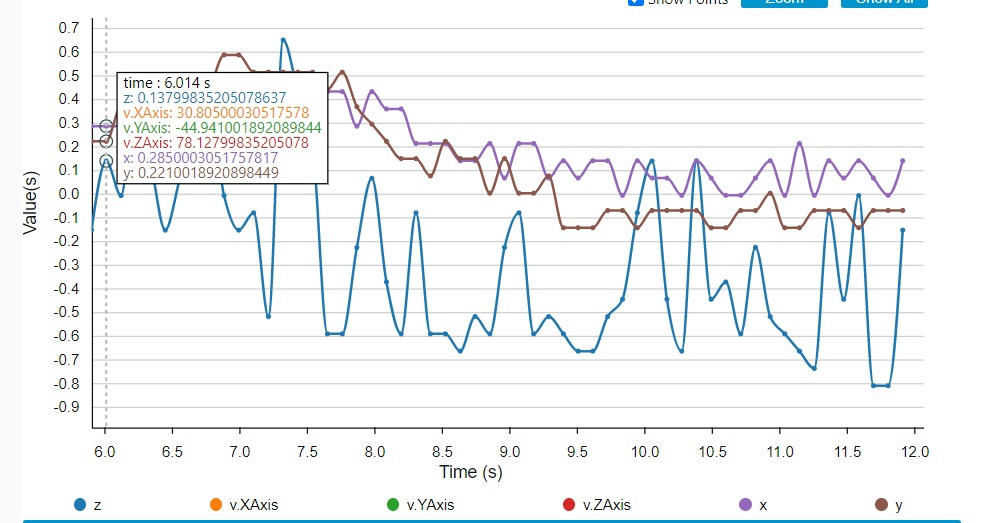 Show Points Zoom Show All
0.7
0.6
0.5
0.4
0.3
0.2
0.1
0.0
-0.1
-0.2
-0.3
-0.4
-0.5
-0.6
-0.7
-0.8
-0.9
Value(s)
time : 6.014 s
z: 0.13799835205078637
v.XAxis: 30.80500030517578
v.YAxis: -44.941001892089844
v.ZAxis: 78.12799835205078
x: 0.2850003051757817
y: 0.2210018920898449
6.0 6.5 7.0 7.5 8.0 8.5 9.0 9.5 10.0 10.5 11.0 11.5 12.0
Time (s)
z v.XAxis v.YAxis v.ZAxis x y